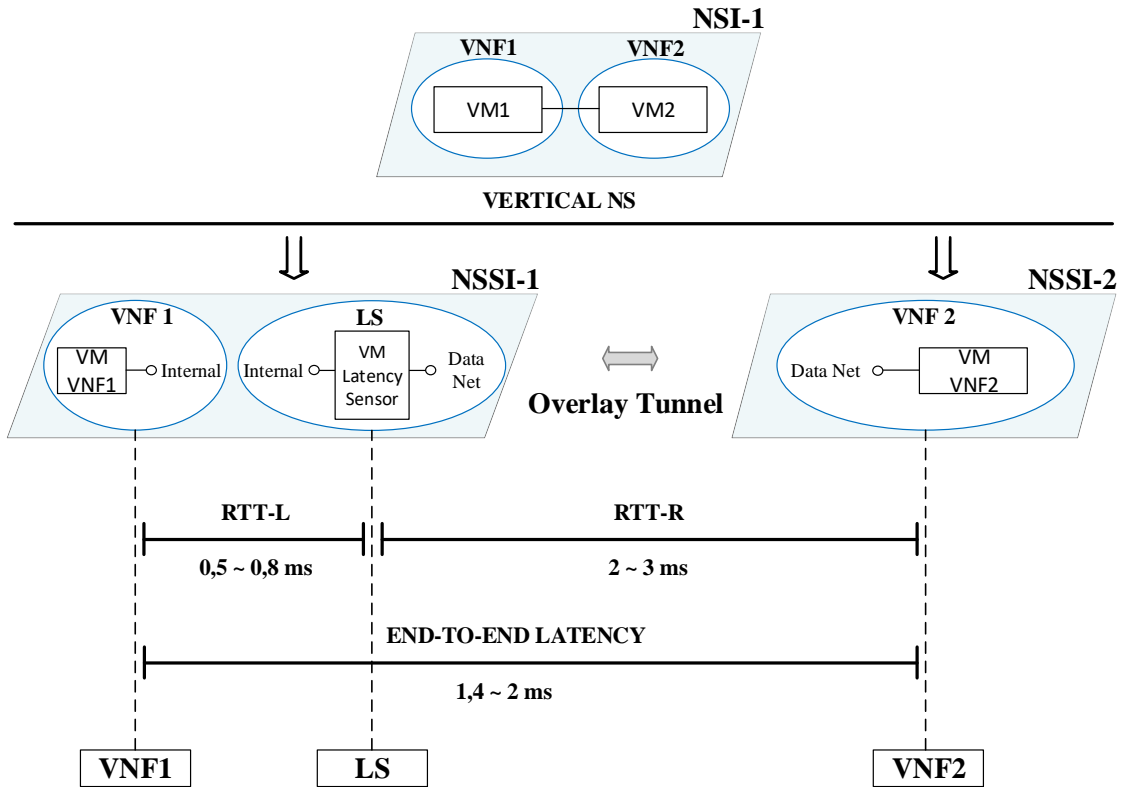 NSI-1
VNF1
VNF2
VM1
VM2
VERTICAL NS
NSSI-1
NSSI-2
VNF 1
LS
VNF 2
VM
VNF1
Internal
Internal
VM
Latency
Sensor
Data
Net
Overlay Tunnel
Data Net
VM
VNF2
RTT-L
RTT-R
0,5 ~ 0,8 ms
2 ~ 3 ms
END-TO-END LATENCY
1,4 ~ 2 ms
VNF1
LS
VNF2